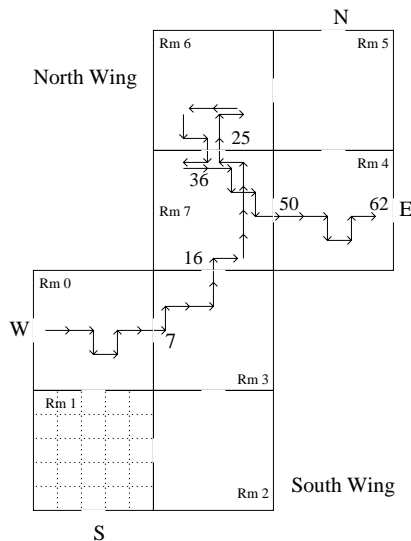 N
Rm 6
Rm 5
North Wing
25
Rm 4
36
50
62
E
Rm 7
16
Rm 0
W
7
Rm 3
Rm 1
Rm 2
South Wing
S